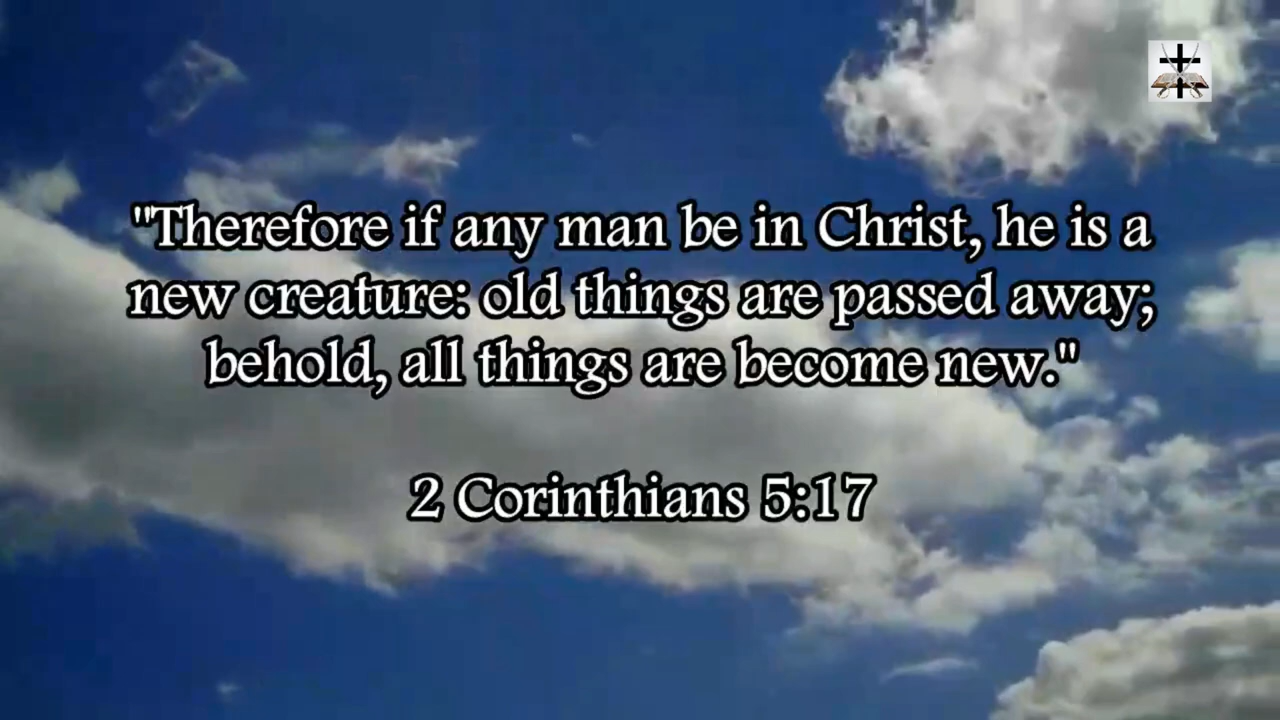 "Therefore if any man be in Christ, he is a
new creature: old things are passed away;
behold, all things are become new."
2 Corinthians 5:17